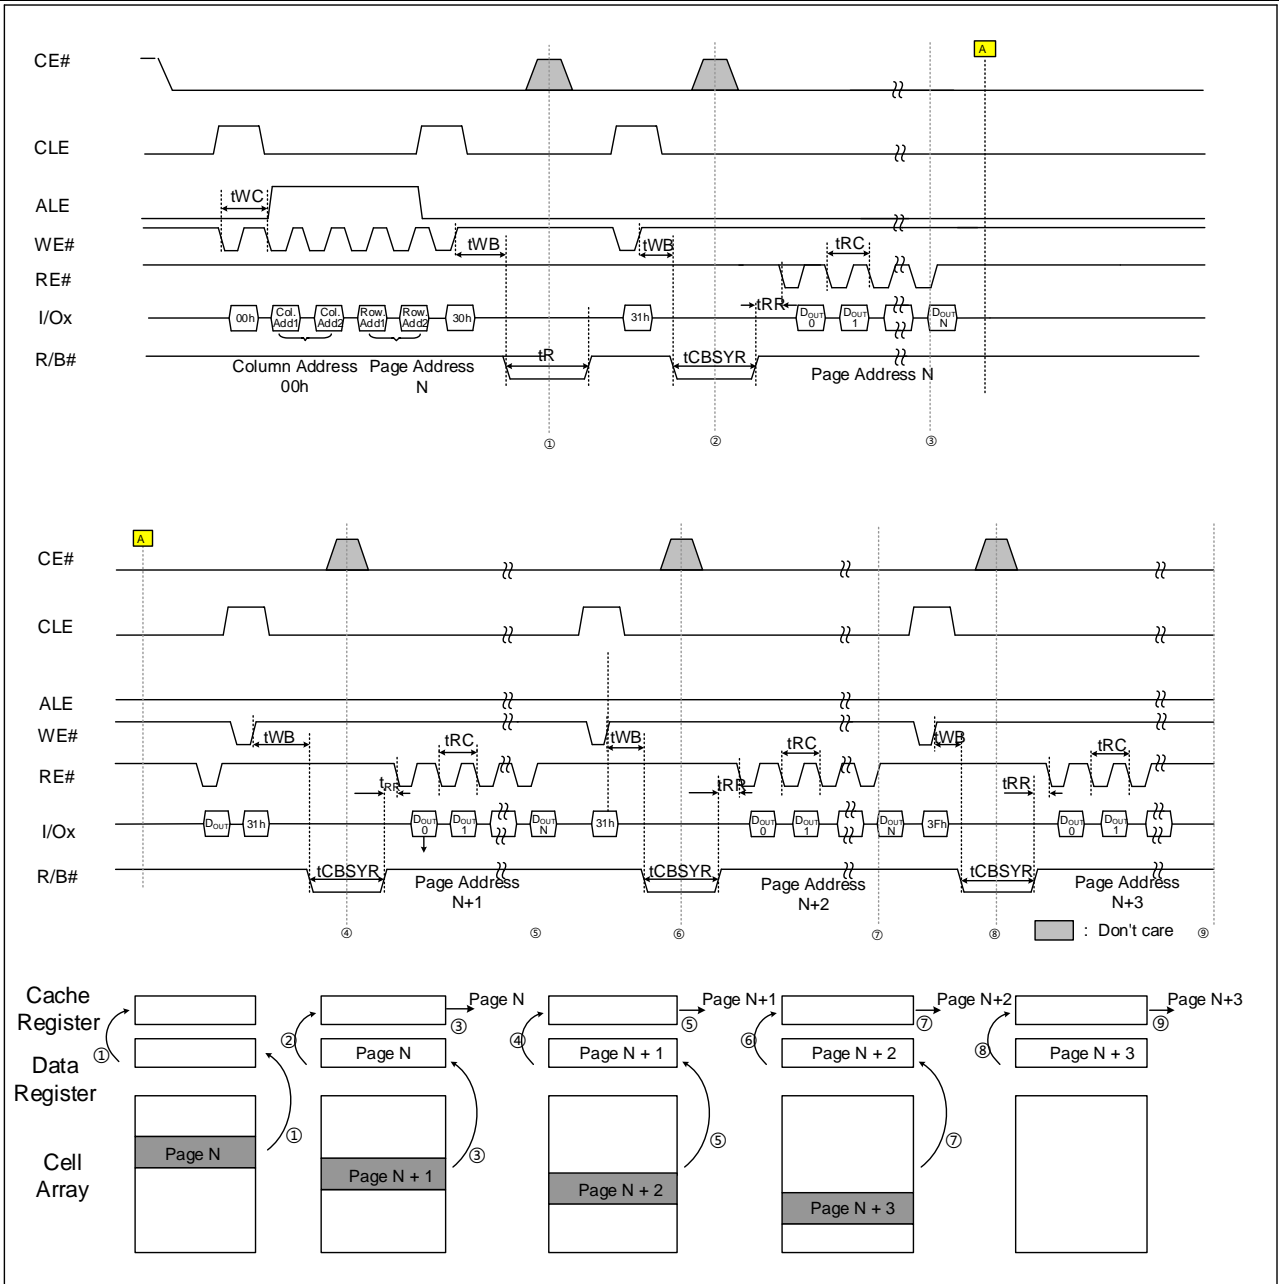 A
CE#
CLE
tWC
ALE
WE#
tWB
tWB
tRC
RE#
tRR
I/Ox
00h
Col. Add1
Col. Add2
Row. Add1
Row. Add2
30h
31h
DOUT 0
DOUT 1
DOUT N
R/B#
tR
tCBSYR
Column Address
00h
Page Address
N
Page Address N
①
②
③
A
CE#
CLE
ALE
WE#
tWB
tRC
tWB
tRC
tWB
tRC
RE#
tRR
tRR
tRR
I/Ox
DOUT
31h
DOUT 0
DOUT 1
DOUT N
31h
DOUT 0
DOUT 1
DOUT N
3Fh
DOUT 0
DOUT 1
R/B#
tCBSYR
tCBSYR
tCBSYR
Page Address
N+1
Page Address
N+2
Page Address
N+3
④
⑤
⑥
⑦
⑧
: Don't care
⑨
Cache
Register
Data
Register
Cell
Array
①
①
Page N
②
Page N
③
Page N
③
Page N + 1
④
Page N+1
⑤
Page N + 1
⑤
Page N + 2
⑥
Page N+2
⑦
Page N + 2
⑦
Page N + 3
⑧
Page N+3
⑨
Page N + 3